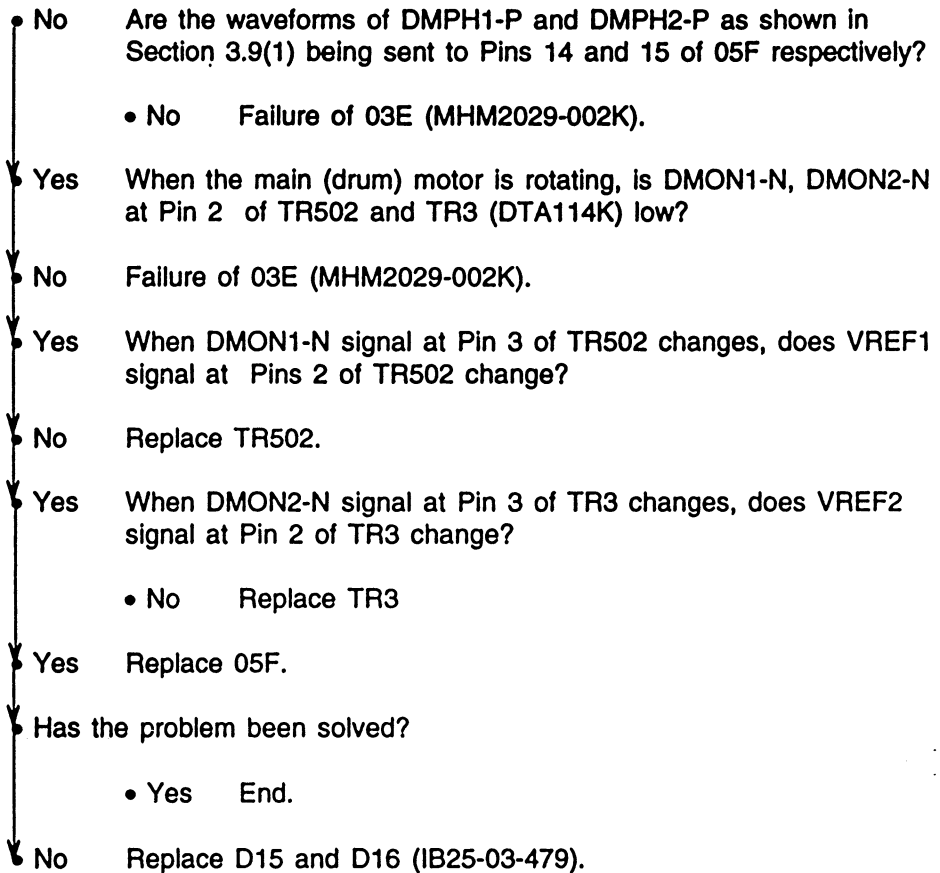 • No Are the waveforms of DMPH1-P and DMPH2-P as shown in
Section 3.9(1) being sent to Pins 14 and 15 of 05F respectively?
• No Failure of 03E (MHM2029-002K).
• Yes When the main (drum) motor is rotating, is DMON1-N, DMON2-N
at Pin 2 of TR502 and TR3 (DTA114K) low?
• No Failure of 03E (MHM2029-002K).
• Yes When DMON1-N signal at Pin 3 of TR502 changes, does VREF1
signal at Pins 2 of TR502 change?
• No Replace TR502.
• Yes When DMON2-N signal at Pin 3 of TR3 changes, does VREF2
signal at Pin 2 of TR3 change?
• No Replace TR3
• Yes Replace 05F.
• Has the problem been solved?
• Yes End.
• No Replace D15 and D16 (IB25-03-479).